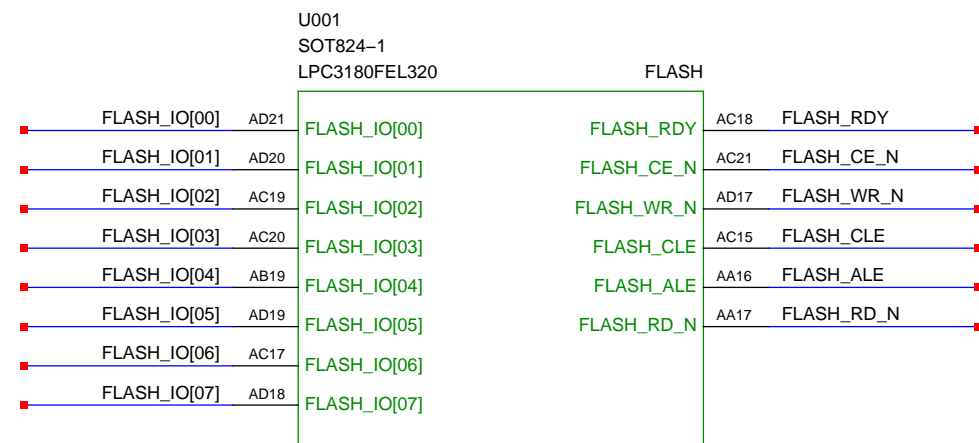 U001
SOT824–1
LPC3180FEL320 FLASH
FLASH_IO[00] AD21 FLASH_IO[00] FLASH_RDY AC18 FLASH_RDY
FLASH_IO[01] AD20 FLASH_IO[01] FLASH_CE_N AC21 FLASH_CE_N
FLASH_IO[02] AC19 FLASH_IO[02] FLASH_WR_N AD17 FLASH_WR_N
FLASH_IO[03] AC20 FLASH_IO[03] FLASH_CLE AC15 FLASH_CLE
FLASH_IO[04] AB19 FLASH_IO[04] FLASH_ALE AA16 FLASH_ALE
FLASH_IO[05] AD19 FLASH_IO[05] FLASH_RD_N AA17 FLASH_RD_N
FLASH_IO[06] AC17 FLASH_IO[06]
FLASH_IO[07] AD18 FLASH_IO[07]